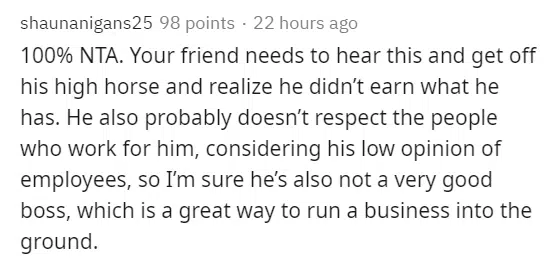 shaunanigans25 98 points · 22 hours ago
100% NTA. Your friend needs to hear this and get off
his high horse and realize he didn’t earn what he
has. He also probably doesn’t respect the people
who work for him, considering his low opinion of
employees, so I’m sure he’s also not a very good
boss, which is a great way to run a business into the
ground.